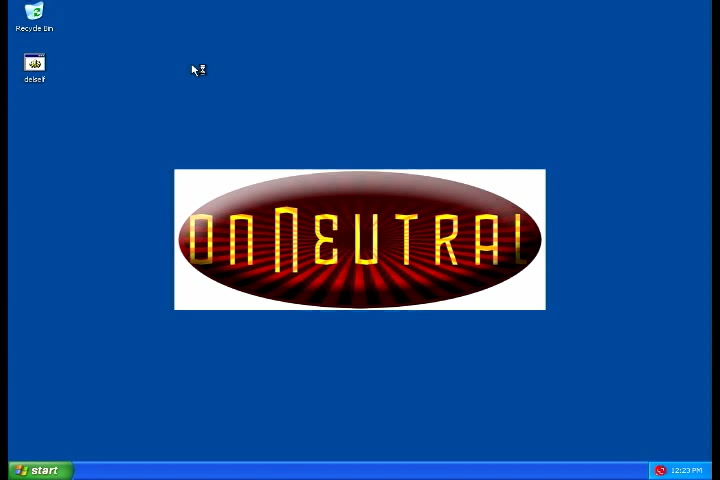 Recycle Bin
delself
onNEUTRAL
start
12:23 PM